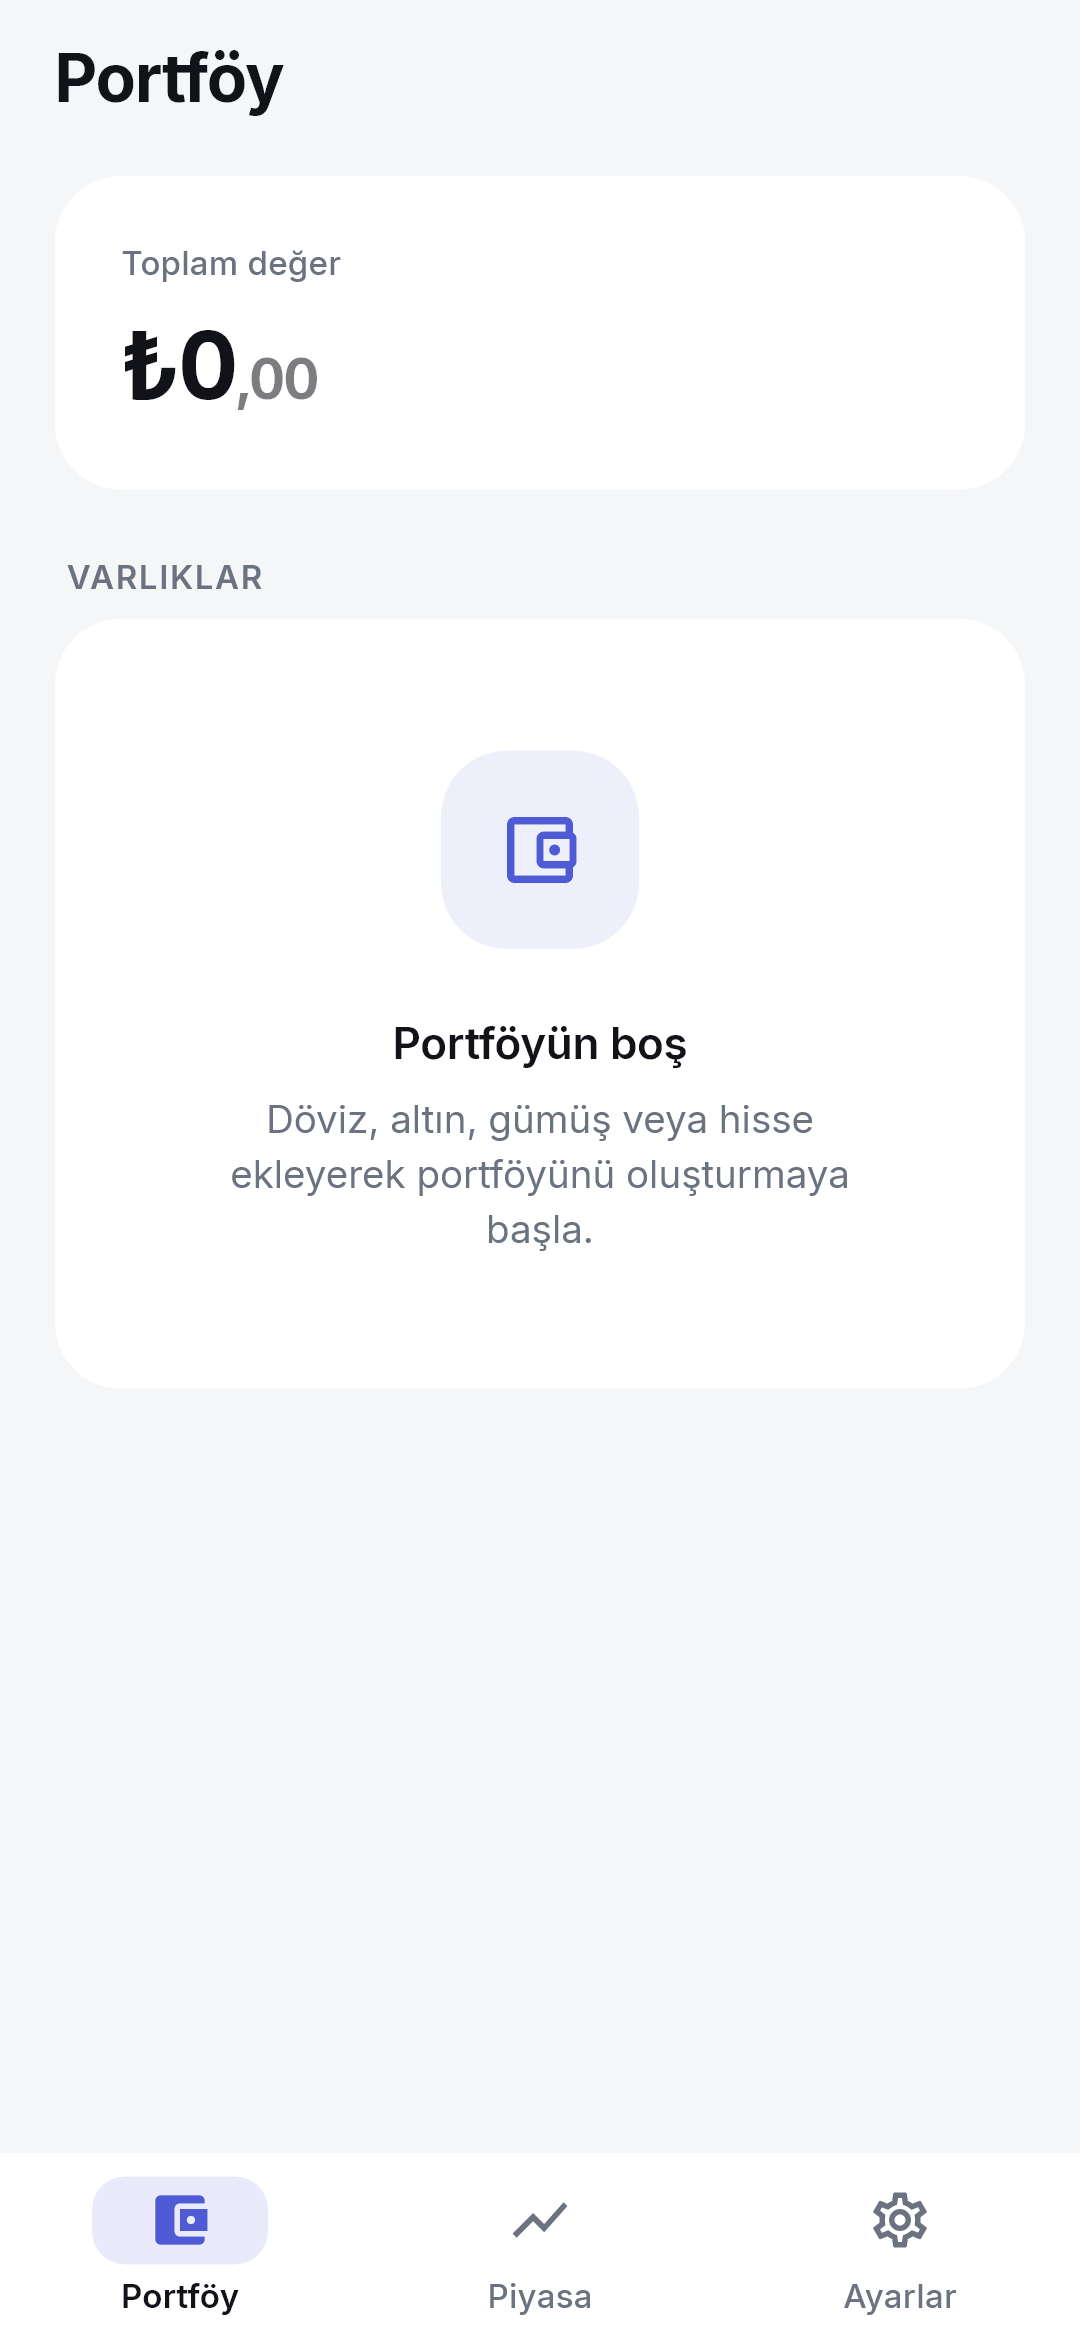 Portföy
Toplam değer
₺0,00
VARLIKLAR
Portföyün boş
Döviz, altın, gümüş veya hisse
ekleyerek portföyünü oluşturmaya
başla.
Portföy
Piyasa
Ayarlar